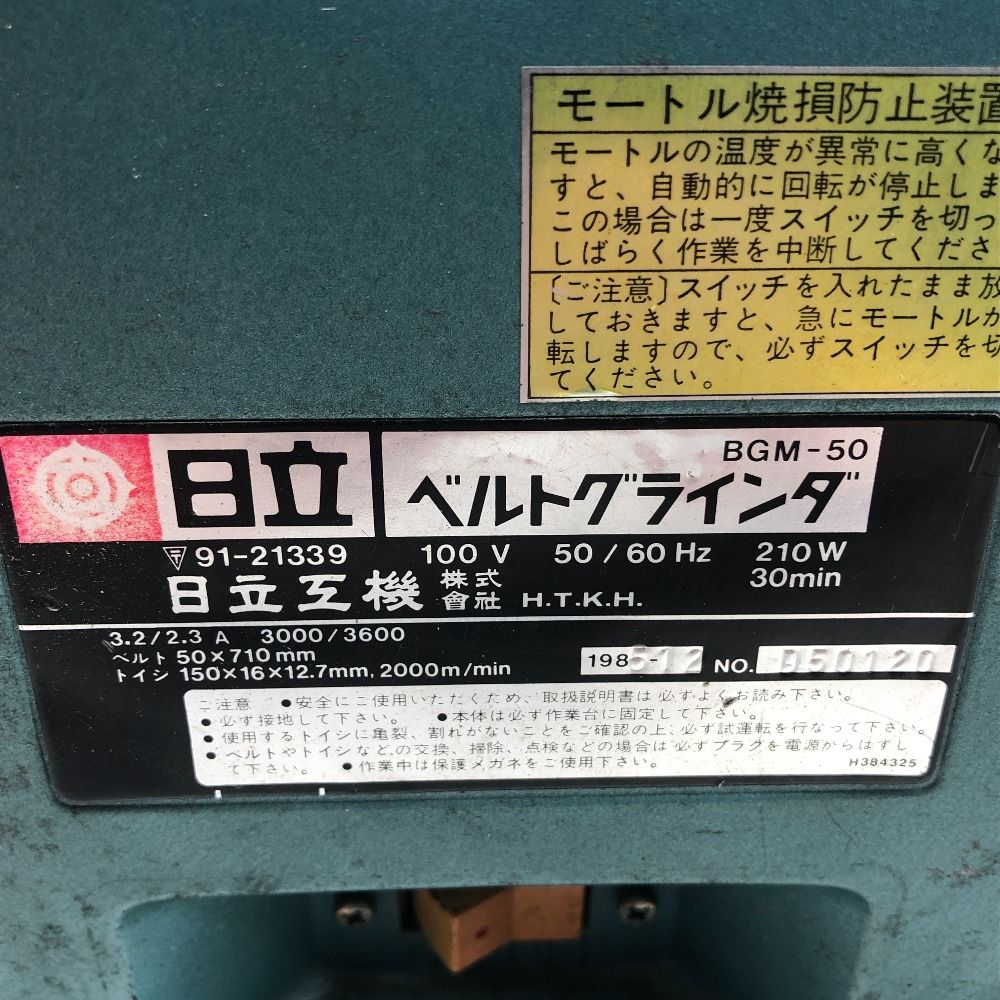 モートル焼損防止装置
モートルの温度が異常に高くな
すと、自動的に回転が停止しま
この場合は一度スイッチを切っ
しばらく作業を中断してくださ
〔ご注意〕スイッチを入れたまま放
しておきますと、急にモートルが
転しますので、必ずスイッチを切
てください。
日立 ベルトグラインダ BGM-50
〒 91-21339 100 V 50 / 60 Hz 210 W
30min
日立工機 株式會社 H.T.K.H.
3.2/2.3 A 3000/3600
ベルト 50×710 mm
トイシ 150×16×12.7mm, 2000m/min
1985-12 NO. D50120
ご注意 ●安全にご使用いただくため、取扱説明書は必ずよくお読み下さい。
●必ず接地して下さい。 ●本体は必ず作業台に固定して下さい。
●使用するトイシに亀裂、割れがないことをご確認の上、必ず試運転を行なって下さい。
●ベルトやトイシなどの交換、掃除、点検などの場合は必ずプラグを電源からはずし
て下さい。 ●作業中は保護メガネをご使用下さい。
H384325